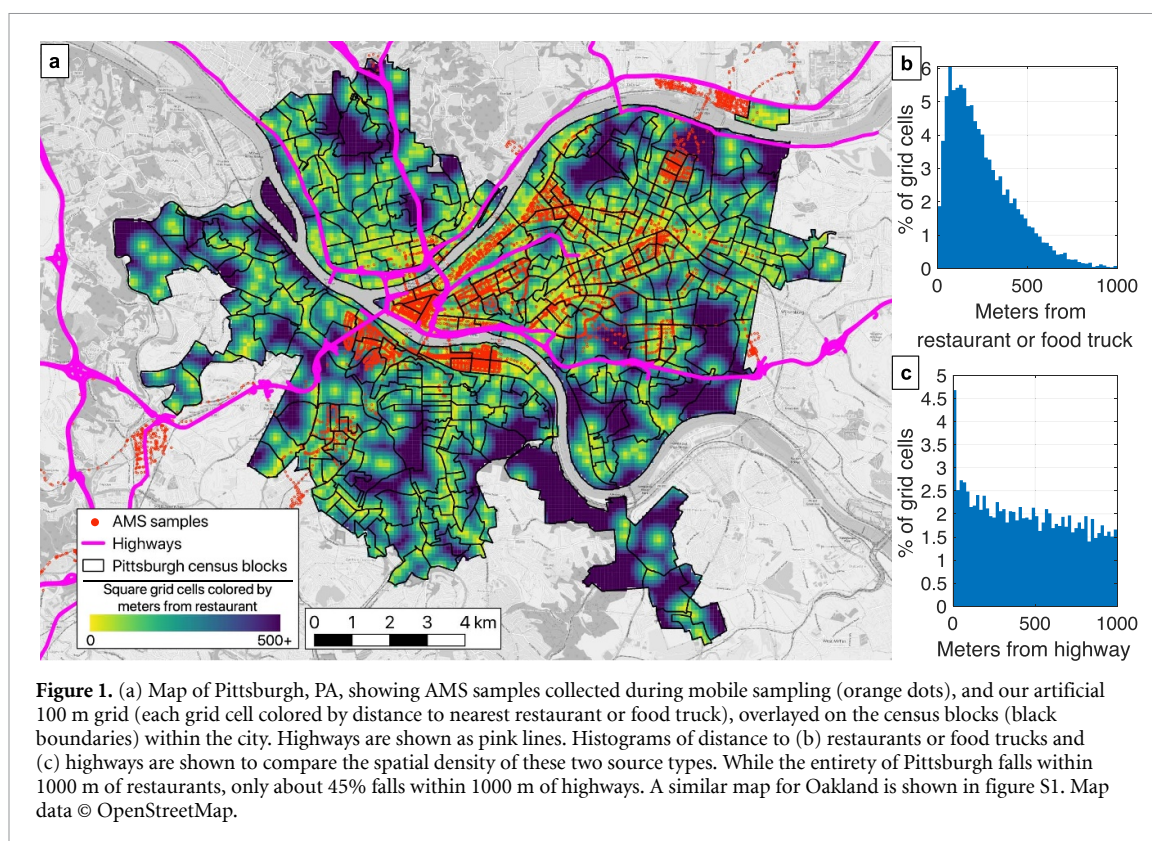 a
AMS samples
Highways
Pittsburgh census blocks
Square grid cells colored by
meters from restaurant
0 500+
0 1 2 3 4 km
b
% of grid cells
6
5
4
3
2
1
0
0 500 1000
Meters from
restaurant or food truck
c
% of grid cells
5
4.5
4
3.5
3
2.5
2
1.5
1
0.5
0
0 500 1000
Meters from highway
Figure 1. (a) Map of Pittsburgh, PA, showing AMS samples collected during mobile sampling (orange dots), and our artificial
100 m grid (each grid cell colored by distance to nearest restaurant or food truck), overlayed on the census blocks (black
boundaries) within the city. Highways are shown as pink lines. Histograms of distance to (b) restaurants or food trucks and
(c) highways are shown to compare the spatial density of these two source types. While the entirety of Pittsburgh falls within
1000 m of restaurants, only about 45% falls within 1000 m of highways. A similar map for Oakland is shown in figure S1. Map
data © OpenStreetMap.